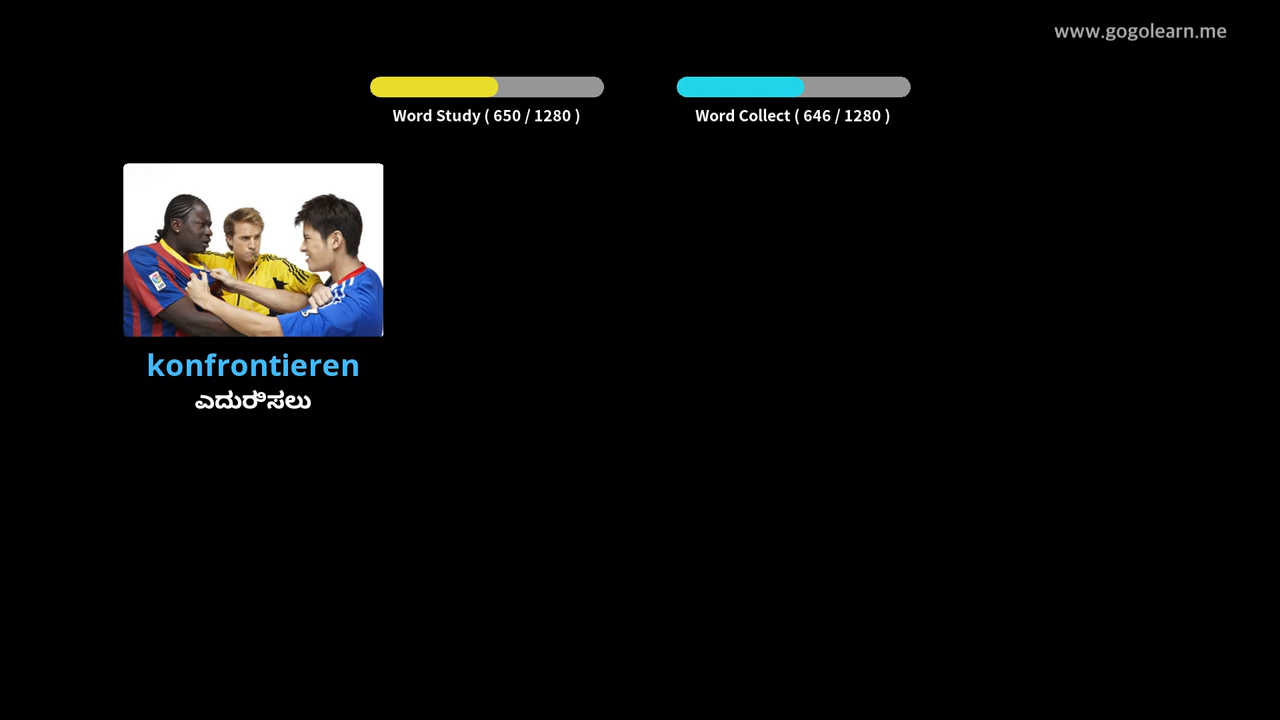 www.gogolearn.me
Word Study ( 650 / 1280 )
Word Collect ( 646 / 1280 )
konfrontieren
ಎದುರಿಸಲು